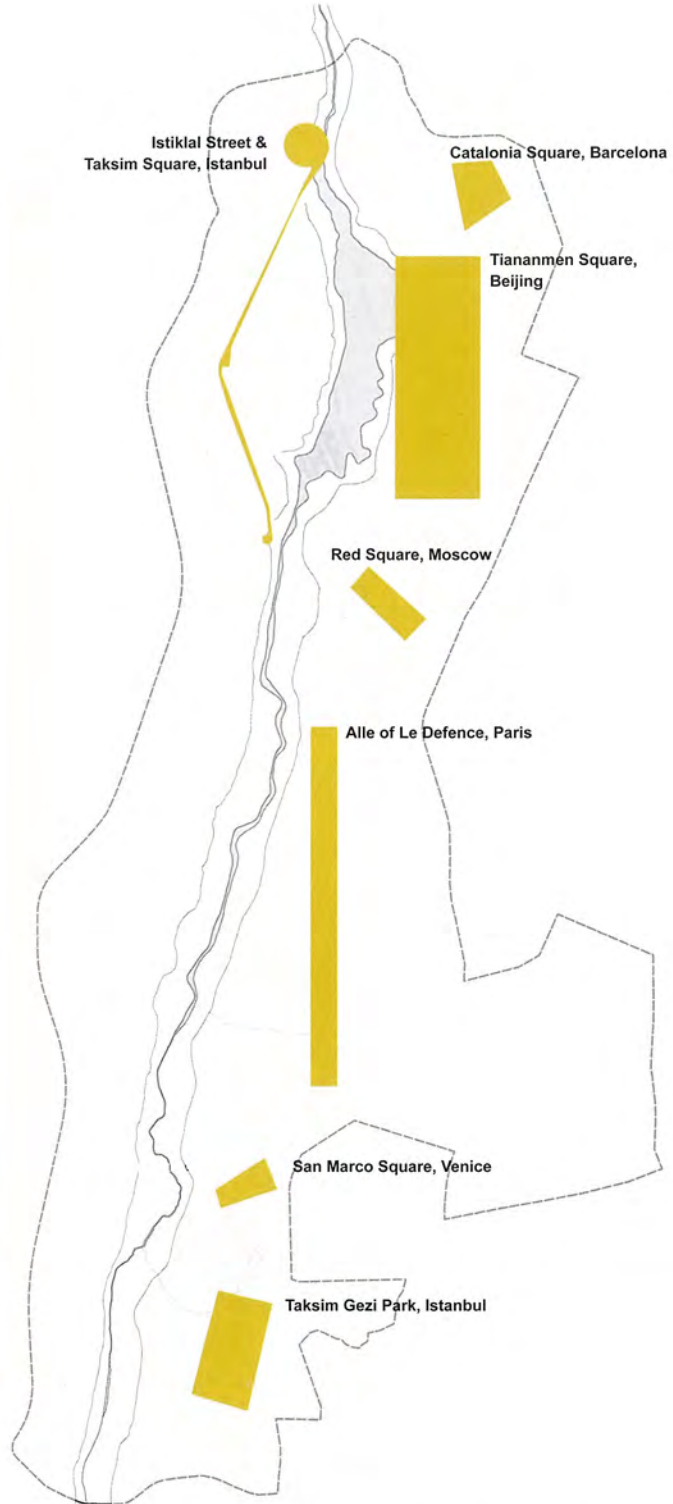 Istiklal Street &
Taksim Square, Istanbul
Catalonia Square, Barcelona
Tiananmen Square,
Beijing
Red Square, Moscow
Alle of Le Defence, Paris
San Marco Square, Venice
Taksim Gezi Park, Istanbul